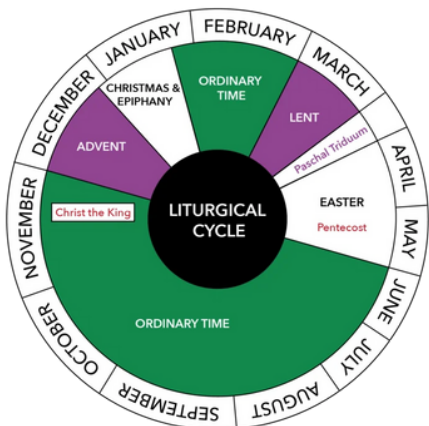 JANUARY
FEBRUARY
MARCH
APRIL
MAY
JUNE
JULY
AUGUST
SEPTEMBER
OCTOBER
NOVEMBER
DECEMBER
CHRISTMAS &
EPIPHANY
ORDINARY
TIME
LENT
Paschal Triduum
EASTER
Pentecost
ORDINARY TIME
Christ the King
ADVENT
LITURGICAL
CYCLE